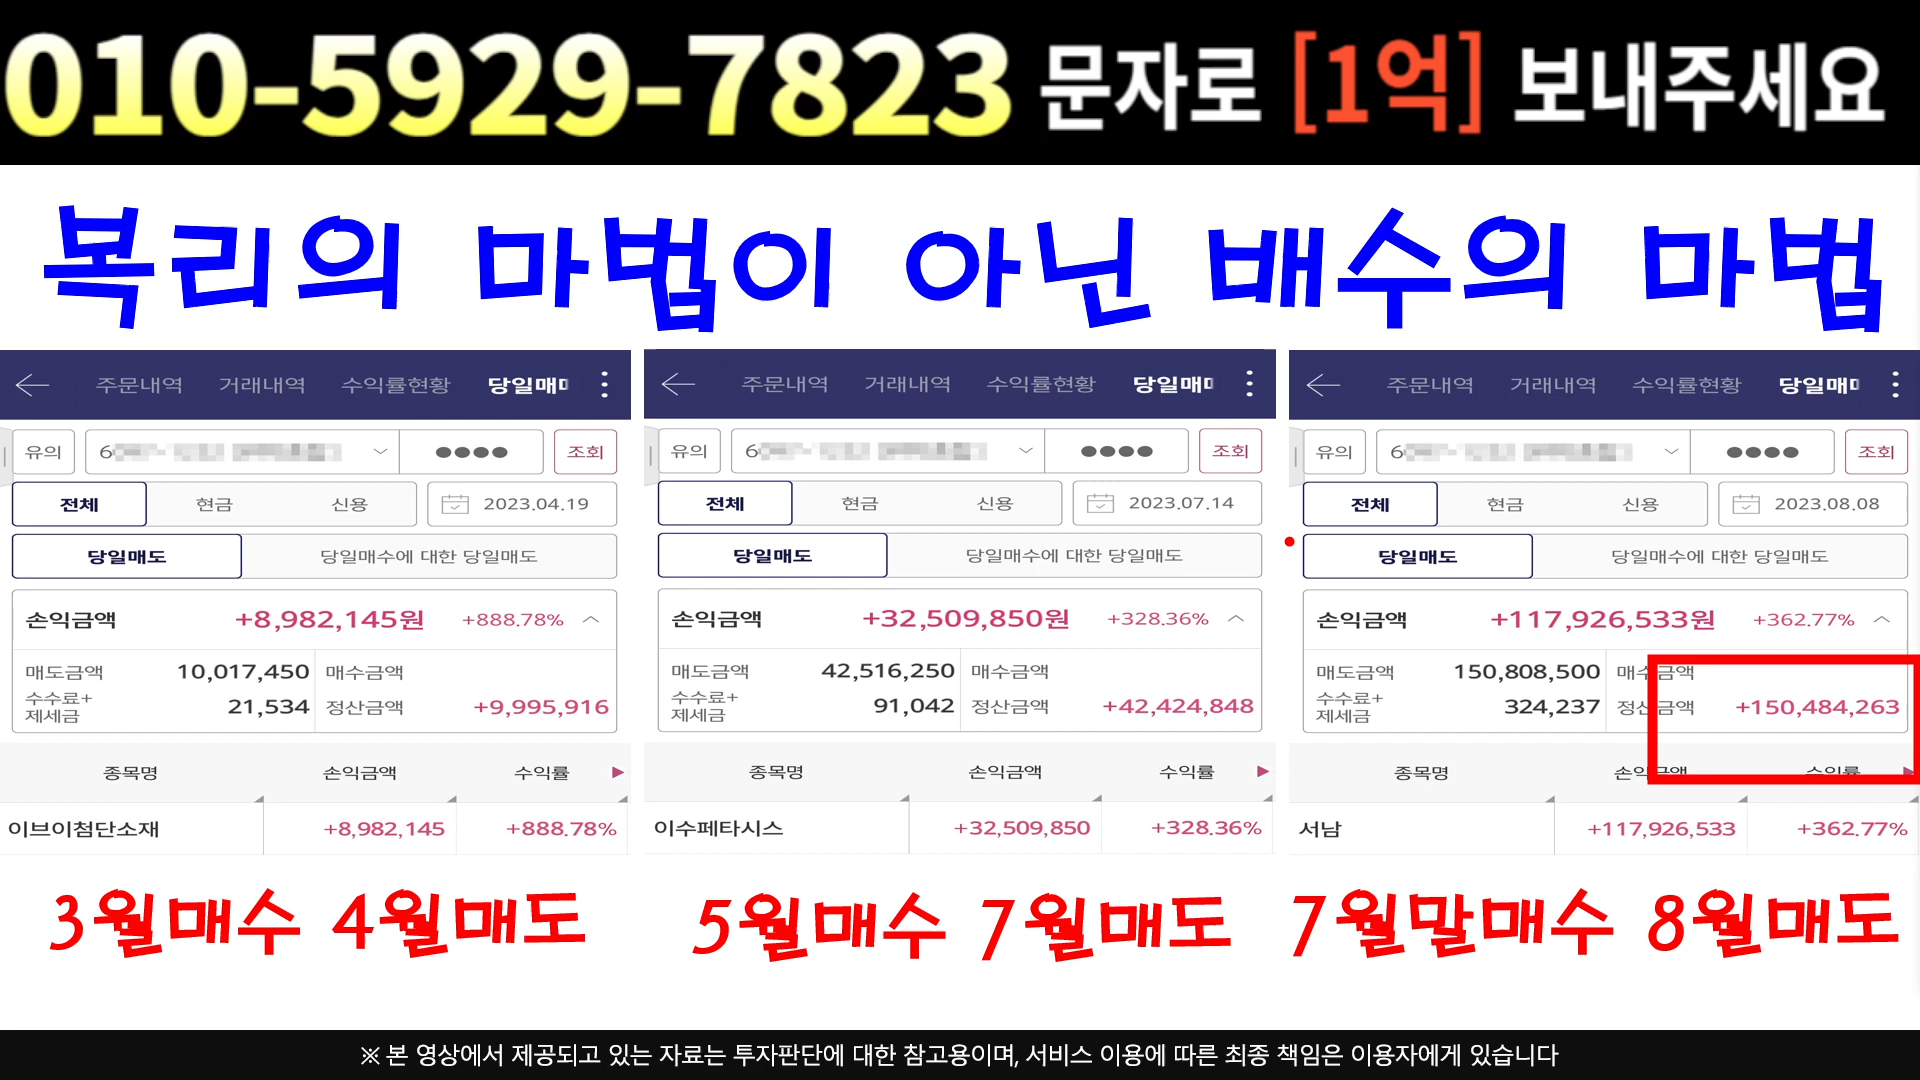 010-5929-7823 문자로 [1억] 보내주세요
복리의 마법이 아닌 배수의 마법
주문내역 거래내역 수익률현황 당일매
유의 6 ●●●● 조회
전체 현금 신용 2023.04.19
당일매도 당일매수에 대한 당일매도
손익금액 +8,982,145원 +888.78%
매도금액 10,017,450 매수금액
수수료+
제세금 21,534 정산금액 +9,995,916
종목명 손익금액 수익률
이브이첨단소재 +8,982,145 +888.78%
3월매수 4월매도
주문내역 거래내역 수익률현황 당일매
유의 6 ●●●● 조회
전체 현금 신용 2023.07.14
당일매도 당일매수에 대한 당일매도
손익금액 +32,509,850원 +328.36%
매도금액 42,516,250 매수금액
수수료+
제세금 91,042 정산금액 +42,424,848
종목명 손익금액 수익률
이수페타시스 +32,509,850 +328.36%
5월매수 7월매도
주문내역 거래내역 수익률현황 당일매
유의 6 ●●●● 조회
전체 현금 신용 2023.08.08
당일매도 당일매수에 대한 당일매도
손익금액 +117,926,533원 +362.77%
매도금액 150,808,500 매수금액
수수료+
제세금 324,237 정산금액 +150,484,263
종목명 손익금액 수익률
서남 +117,926,533 +362.77%
7월말매수 8월매도
※ 본 영상에서 제공되고 있는 자료는 투자판단에 대한 참고용이며, 서비스 이용에 따른 최종 책임은 이용자에게 있습니다